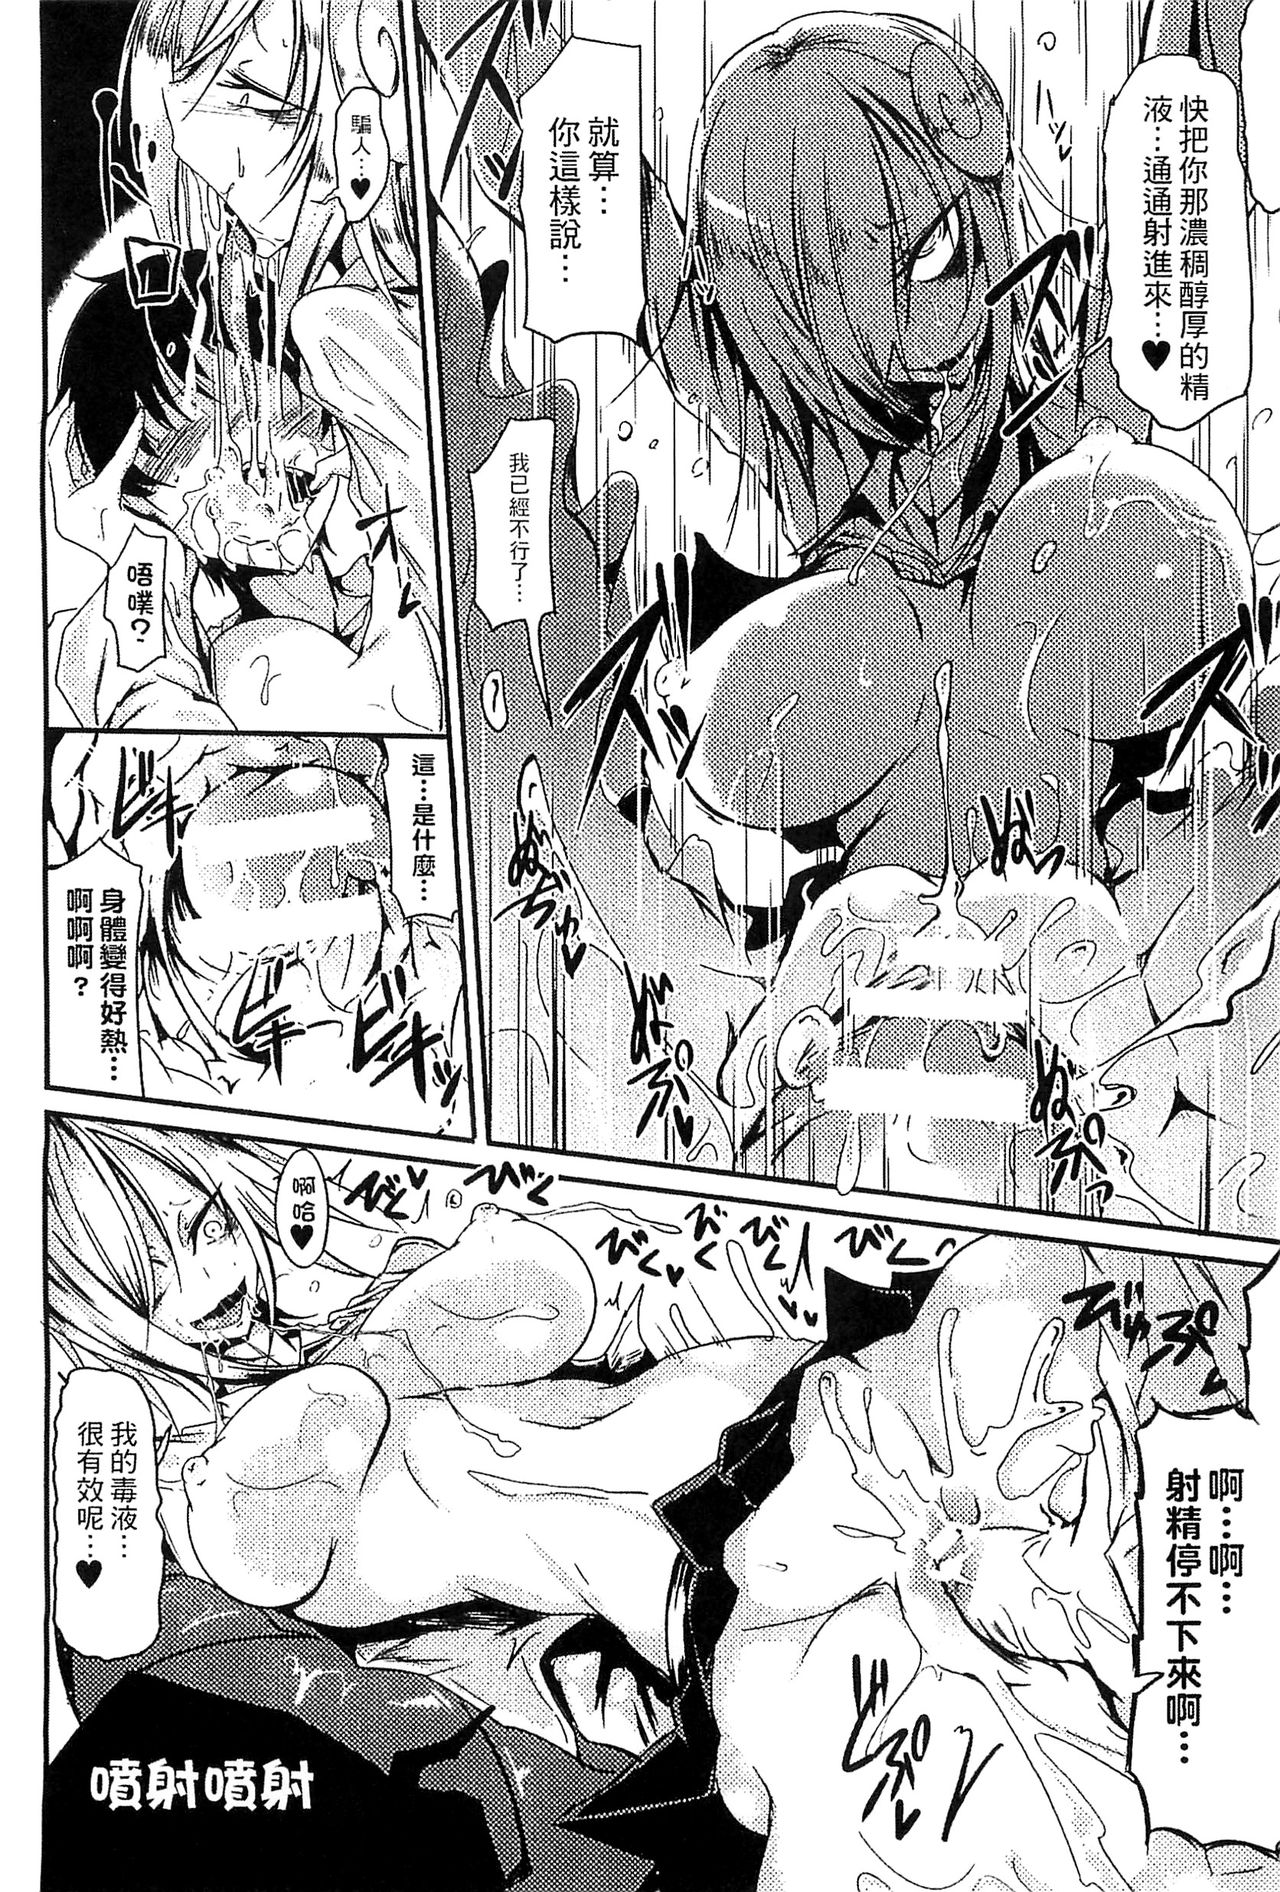 快把你那濃稠醇厚的精
液…通通射進來…♥
就算…
你這樣說…
我已經不行了…
騙人…♥
唔噗？
這…是什麼…
身體變得好熱…
啊啊啊？
啊…啊…
射精停不下來啊…
啊哈♥
我的毒液…
很有效呢…♥
噴射噴射